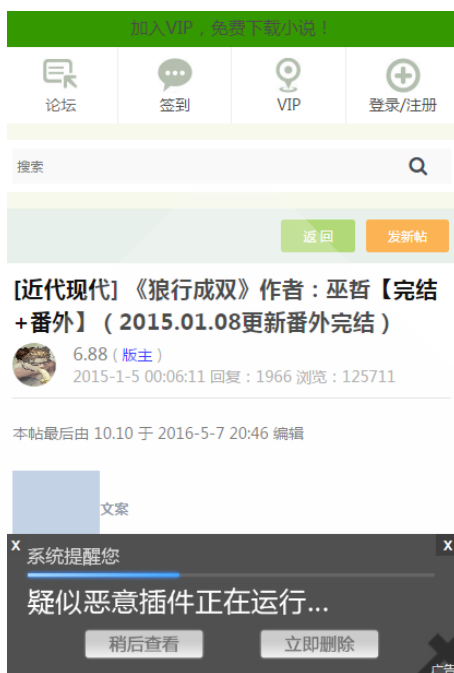 加入VIP，免费下载小说！
论坛 签到 VIP 登录/注册
搜索
返回 发新帖
[近代现代] 《狼行成双》作者：巫哲【完结
+番外】（2015.01.08更新番外完结）
6.88（版主）
2015-1-5 00:06:11 回复：1966 浏览：125711
本帖最后由 10.10 于 2016-5-7 20:46 编辑
文案
x x
系统提醒您
疑似恶意插件正在运行...
稍后查看 立即删除
广告